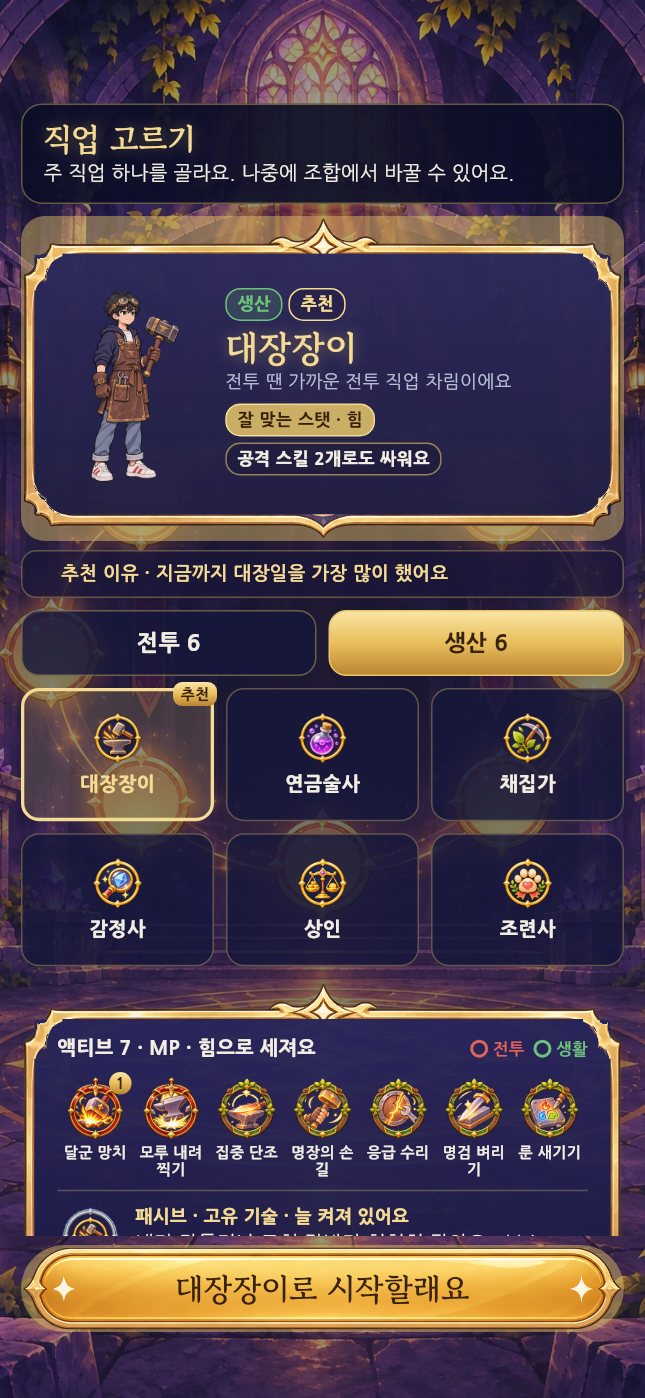 직업 고르기
주 직업 하나를 골라요. 나중에 조합에서 바꿀 수 있어요.
생산 추천
대장장이
전투 땐 가까운 전투 직업 차림이에요
잘 맞는 스탯 · 힘
공격 스킬 2개로도 싸워요
추천 이유 · 지금까지 대장일을 가장 많이 했어요
전투 6 생산 6
추천
대장장이 연금술사 채집가
감정사 상인 조련사
액티브 7 · MP · 힘으로 세져요 전투 생활
1
달군 망치 모루 내려 집중 단조 명장의 손 응급 수리 명검 벼리 룬 새기기
찍기 길 기
패시브 · 고유 기술 · 늘 켜져 있어요
대장장이로 시작할래요